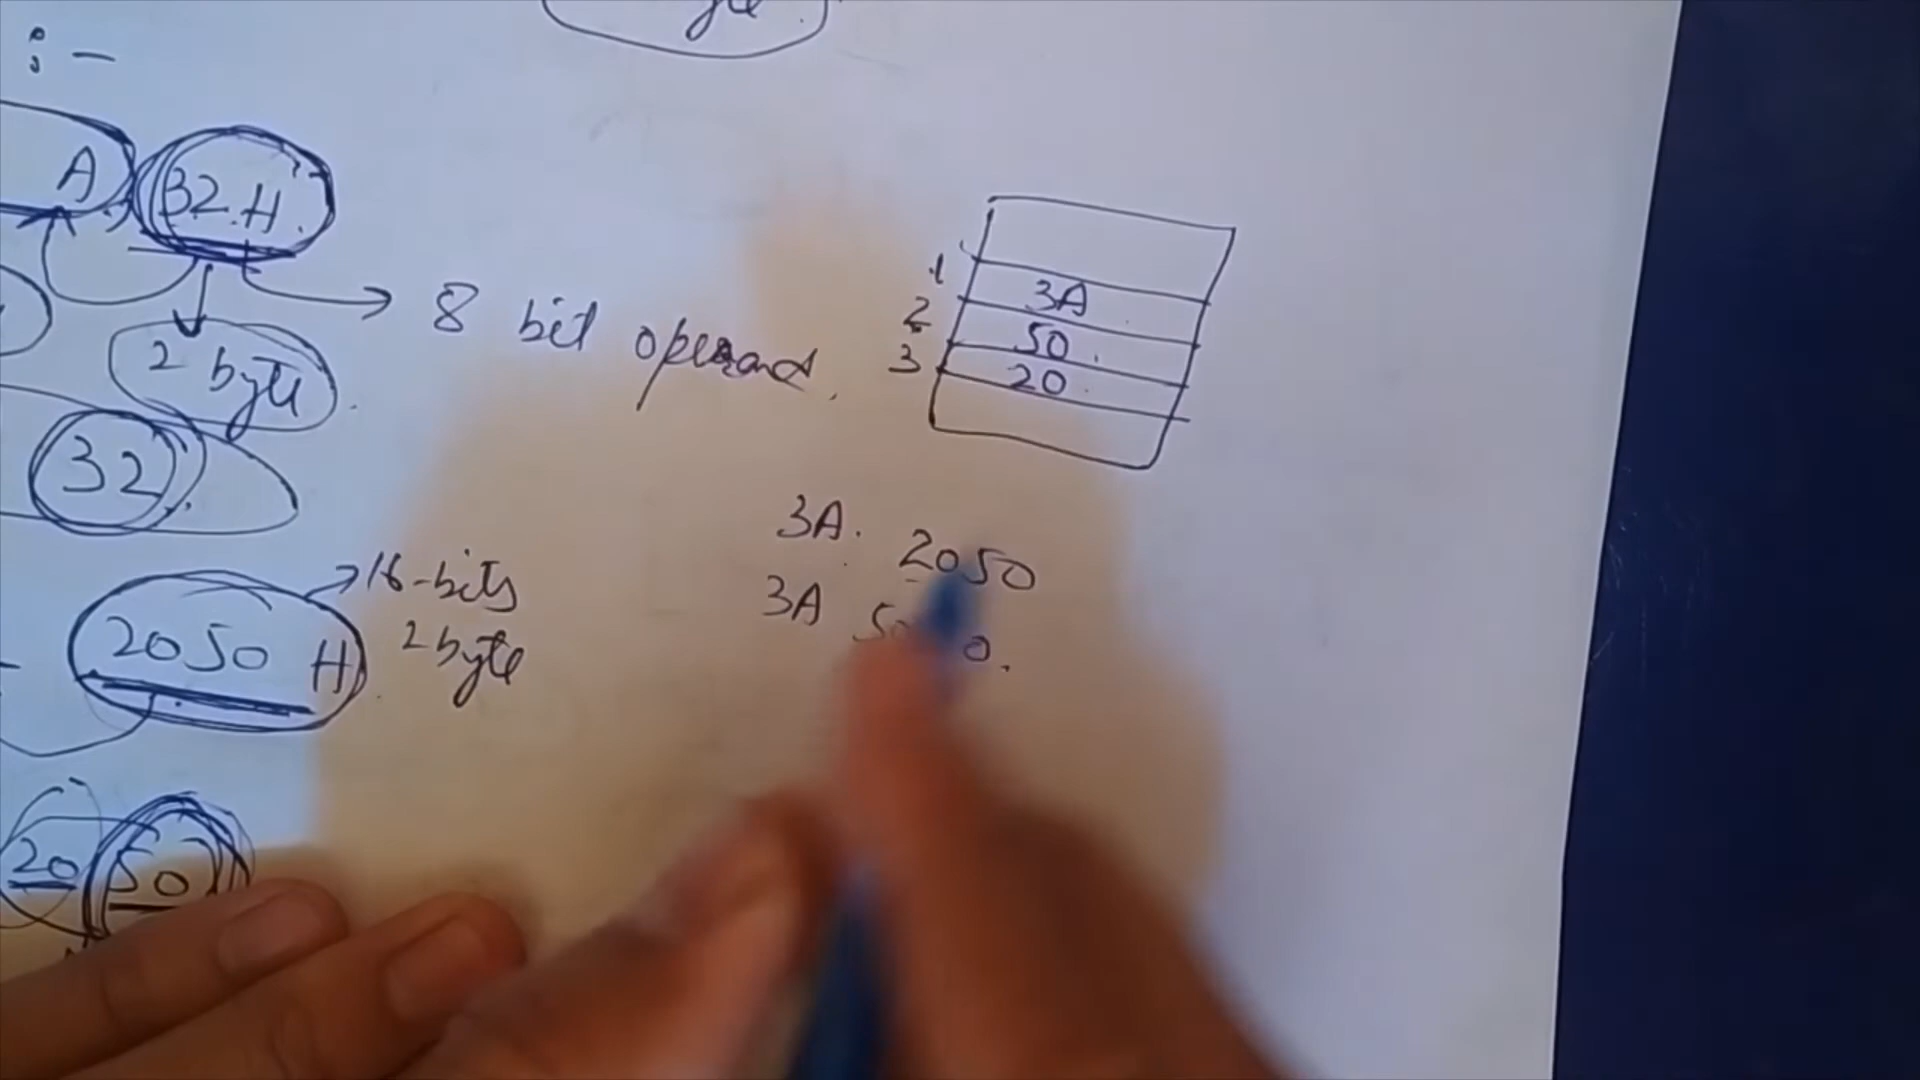 :-
A, 32.H.
8 bit operand.
2 byte
32
1
2
3
3A
50
20
3A. 2050
3A
16-bits
2050 H
2 byte
20 50